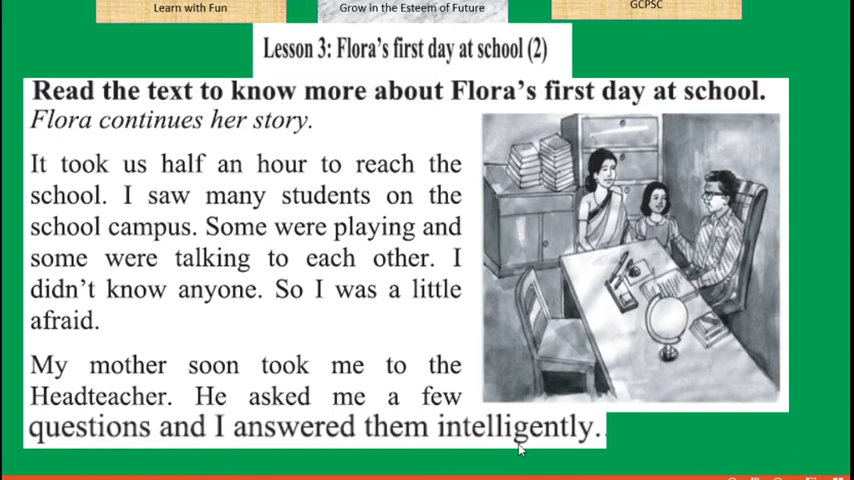 Learn with Fun
Grow in the Esteem of Future
GCPSC
Lesson 3: Flora's first day at school (2)
Read the text to know more about Flora's first day at school.
Flora continues her story.
It took us half an hour to reach the
school. I saw many students on the
school campus. Some were playing and
some were talking to each other. I
didn't know anyone. So I was a little
afraid.
My mother soon took me to the
Headteacher. He asked me a few
questions and I answered them intelligently.